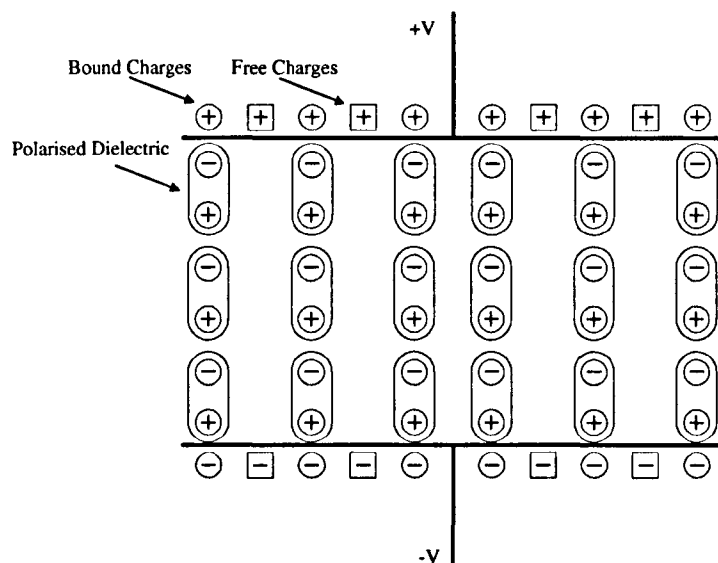 +V
Bound Charges
Free Charges
+ + + + + + + + + +
Polarised Dielectric
− − − − − −
+ + + + + +
− − − − − −
+ + + + + +
− − − − − −
+ + + + + +
− − − − − − − − − −
-V